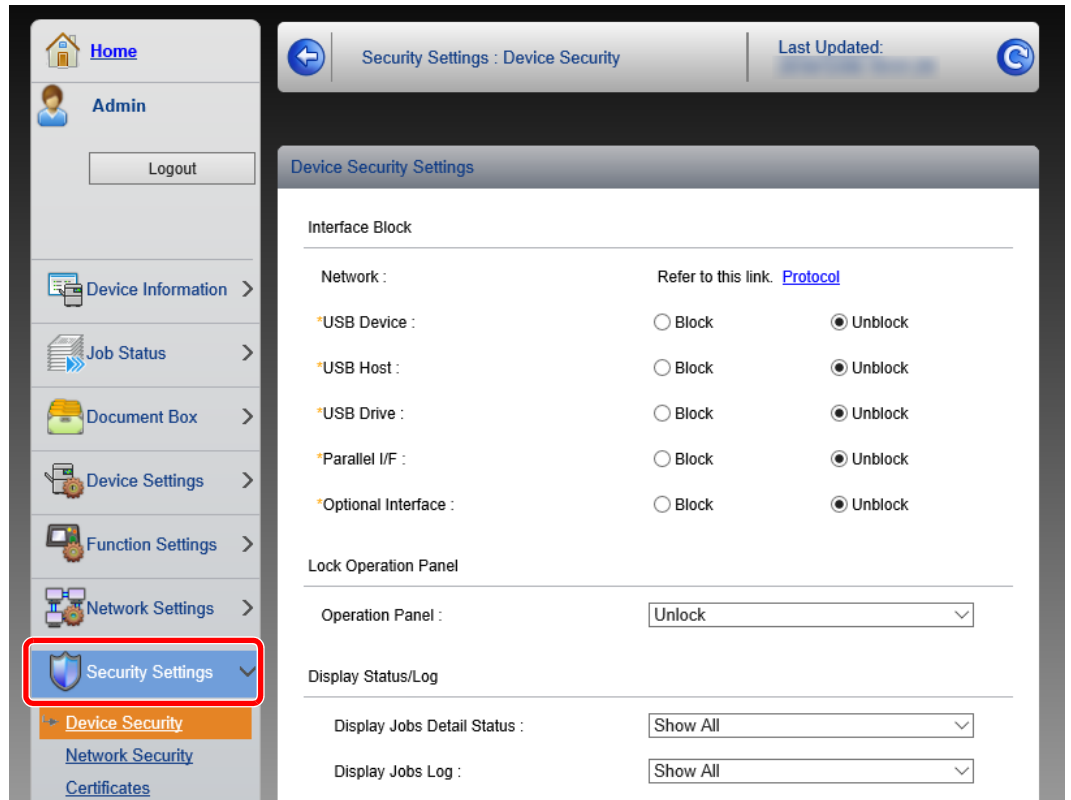 Home
Admin
Logout
Device Information
Job Status
Document Box
Device Settings
Function Settings
Network Settings
Security Settings
Device Security
Network Security
Certificates
Security Settings : Device Security
Last Updated:
Device Security Settings
Interface Block
Network : Refer to this link. Protocol
*USB Device : Block Unblock
*USB Host : Block Unblock
*USB Drive : Block Unblock
*Parallel I/F : Block Unblock
*Optional Interface : Block Unblock
Lock Operation Panel
Operation Panel : Unlock
Display Status/Log
Display Jobs Detail Status : Show All
Display Jobs Log : Show All